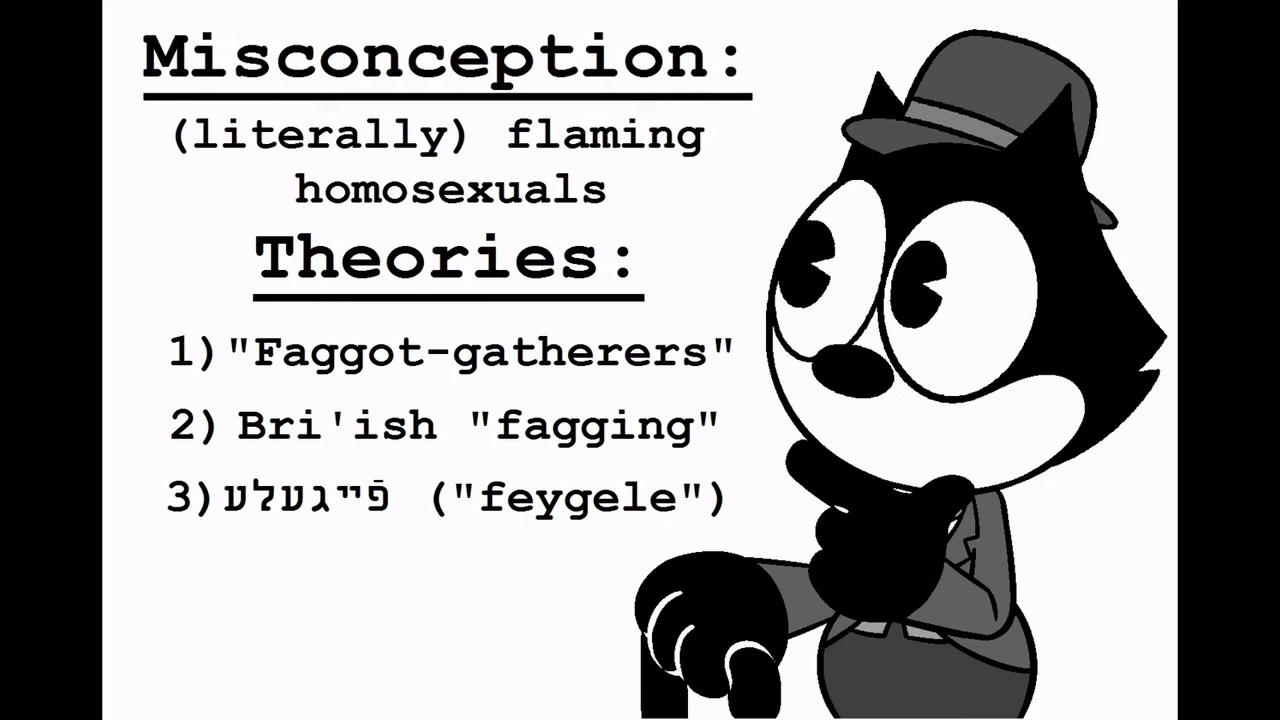 Misconception:
(literally) flaming
homosexuals
Theories:
1)"Faggot-gatherers"
2) Bri'ish "fagging"
3)פֿייגעלע ("feygele")